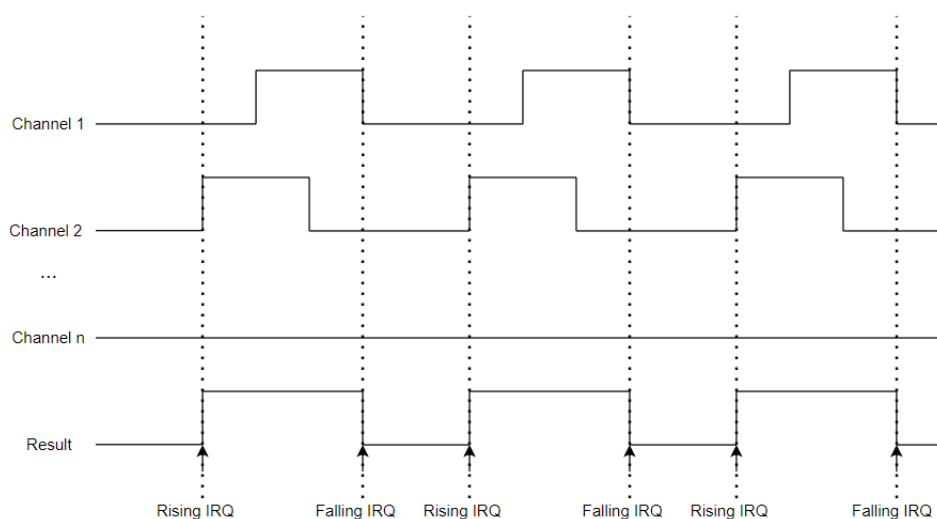 Channel 1
Channel 2
...
Channel n
Result
Rising IRQ Falling IRQ Rising IRQ Falling IRQ Rising IRQ Falling IRQ